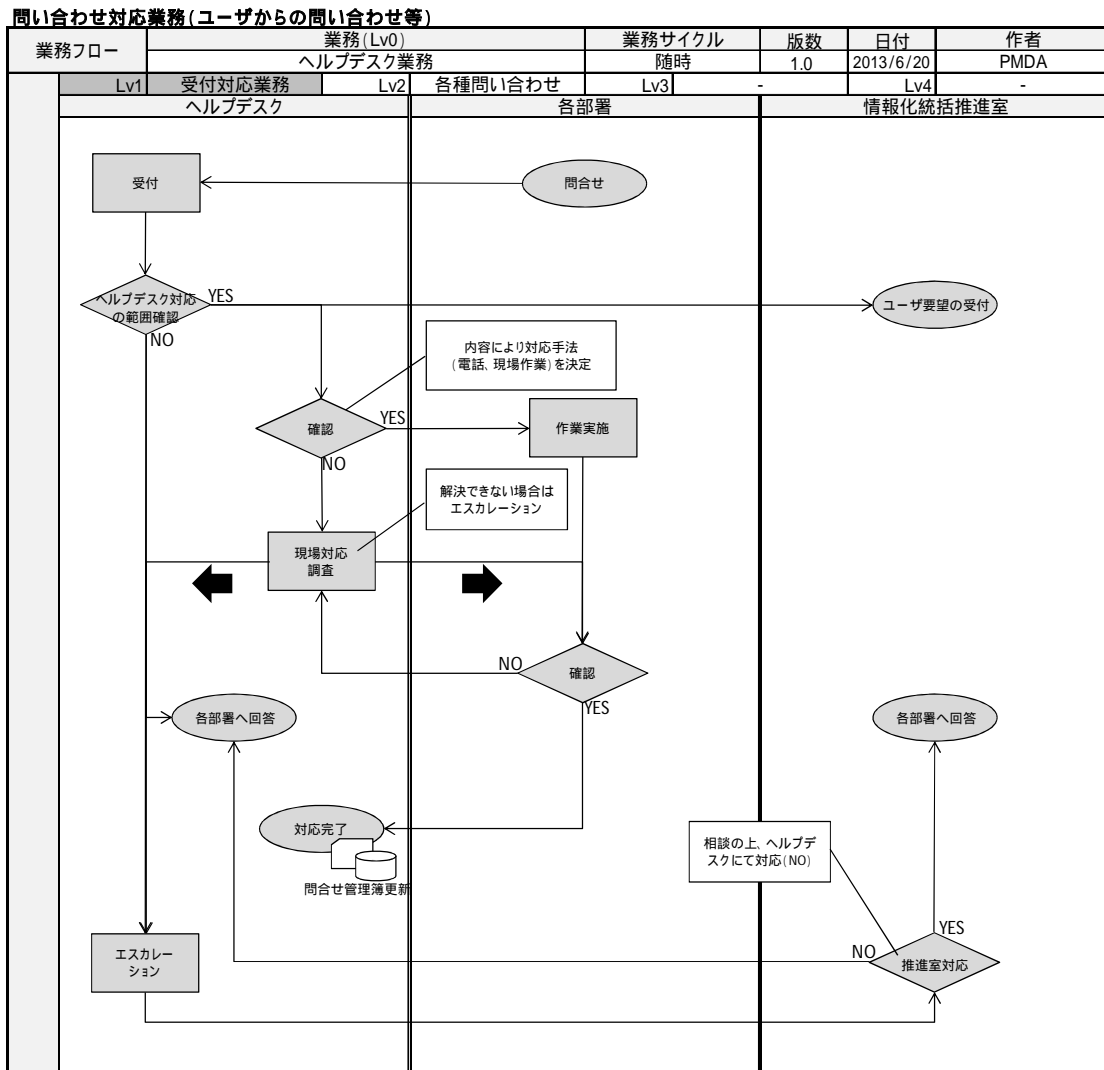 問い合わせ対応業務(ユーザからの問い合わせ等)
業務フロー
業務(Lv0)
業務サイクル
版数
日付
作者
ヘルプデスク業務
随時
1.0
2013/6/20
PMDA
Lv1
受付対応業務
Lv2
各種問い合わせ
Lv3
-
Lv4
-
ヘルプデスク
各部署
情報化統括推進室
受付
問合せ
ヘルプデスク対応
の範囲確認
YES
NO
ユーザ要望の受付
内容により対応手法
(電話、現場作業)を決定
確認
YES
NO
作業実施
解決できない場合は
エスカレーション
現場対応
調査
NO
確認
YES
各部署へ回答
各部署へ回答
対応完了
問合せ管理簿更新
相談の上、ヘルプデ
スクにて対応(NO)
エスカレー
ション
NO
YES
推進室対応